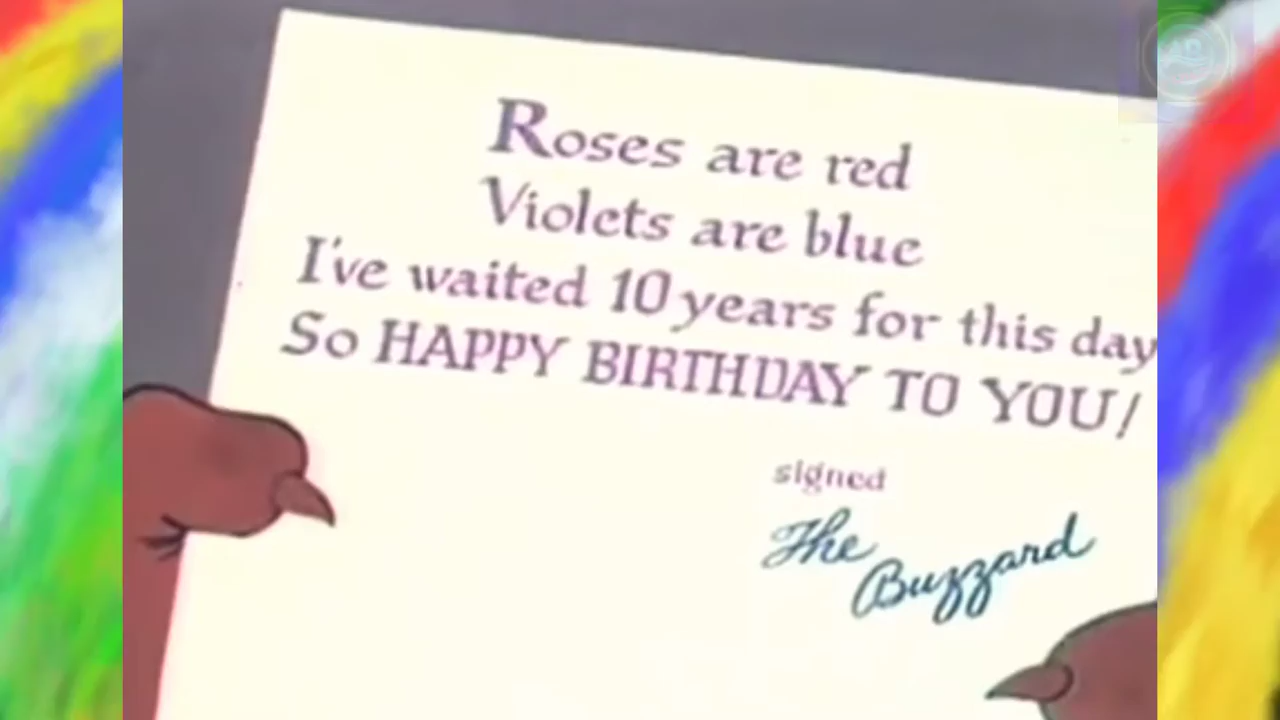 Roses are red
Violets are blue
I've waited 10 years for this day
So HAPPY BIRTHDAY TO YOU!
signed
The
Buzzard